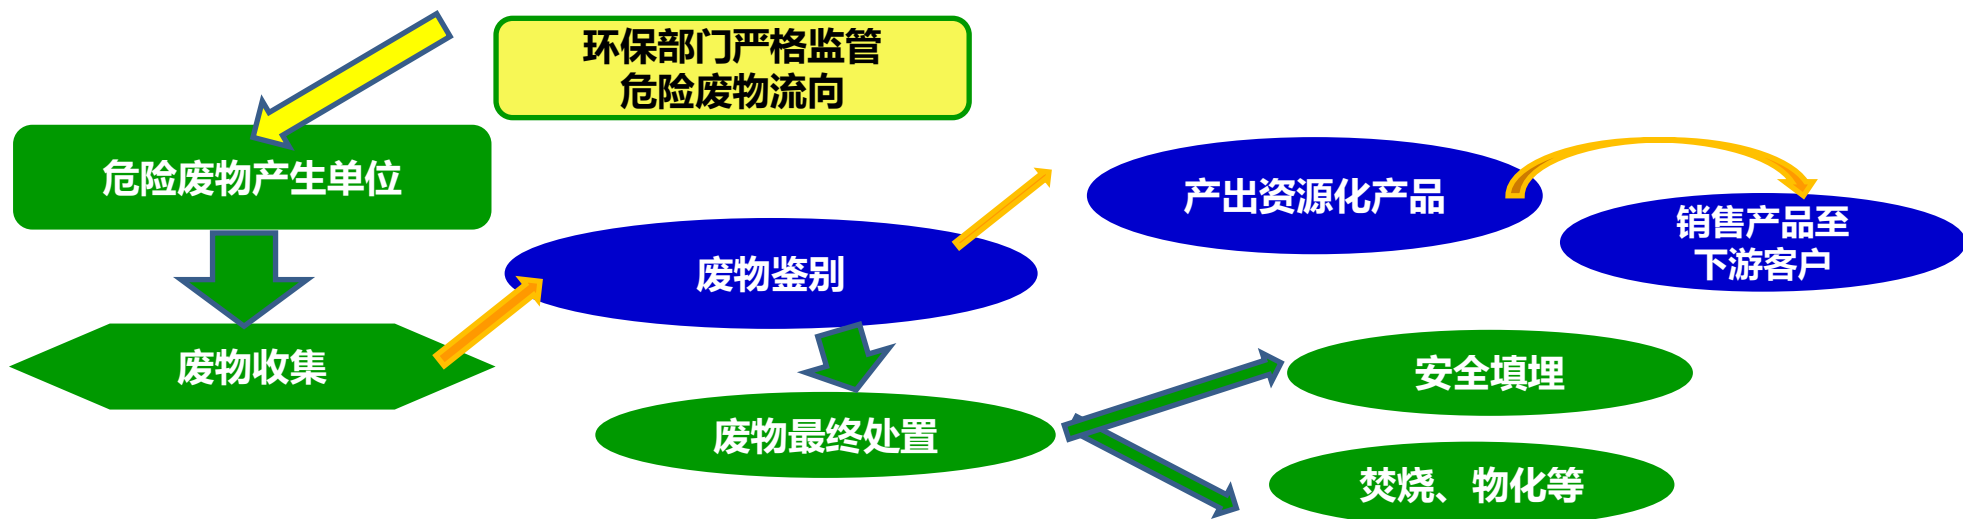 环保部门严格监管
危险废物流向
危险废物产生单位
产出资源化产品
销售产品至
下游客户
废物鉴别
废物收集
安全填埋
废物最终处置
焚烧、物化等